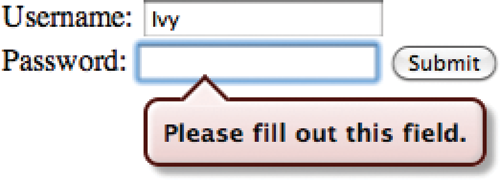 Username: Ivy
Password: Submit
Please fill out this field.